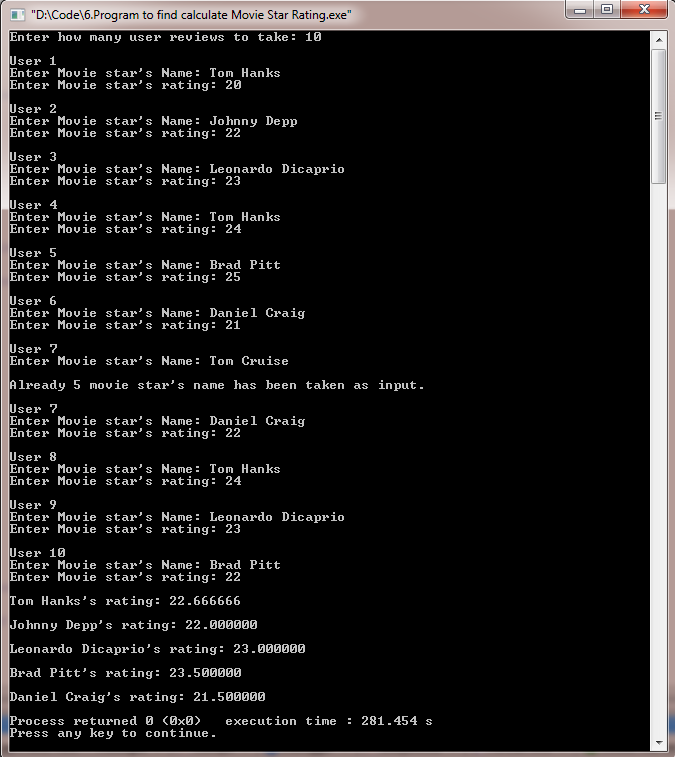 "D:\Code\6.Program to find calculate Movie Star Rating.exe"
Enter how many user reviews to take: 10
User 1
Enter Movie star's Name: Tom Hanks
Enter Movie star's rating: 20
User 2
Enter Movie star's Name: Johnny Depp
Enter Movie star's rating: 22
User 3
Enter Movie star's Name: Leonardo Dicaprio
Enter Movie star's rating: 23
User 4
Enter Movie star's Name: Tom Hanks
Enter Movie star's rating: 24
User 5
Enter Movie star's Name: Brad Pitt
Enter Movie star's rating: 25
User 6
Enter Movie star's Name: Daniel Craig
Enter Movie star's rating: 21
User 7
Enter Movie star's Name: Tom Cruise
Already 5 movie star's name has been taken as input.
User 7
Enter Movie star's Name: Daniel Craig
Enter Movie star's rating: 22
User 8
Enter Movie star's Name: Tom Hanks
Enter Movie star's rating: 24
User 9
Enter Movie star's Name: Leonardo Dicaprio
Enter Movie star's rating: 23
User 10
Enter Movie star's Name: Brad Pitt
Enter Movie star's rating: 22
Tom Hanks's rating: 22.666666
Johnny Depp's rating: 22.000000
Leonardo Dicaprio's rating: 23.000000
Brad Pitt's rating: 23.500000
Daniel Craig's rating: 21.500000
Process returned 0 (0x0)   execution time : 281.454 s
Press any key to continue.